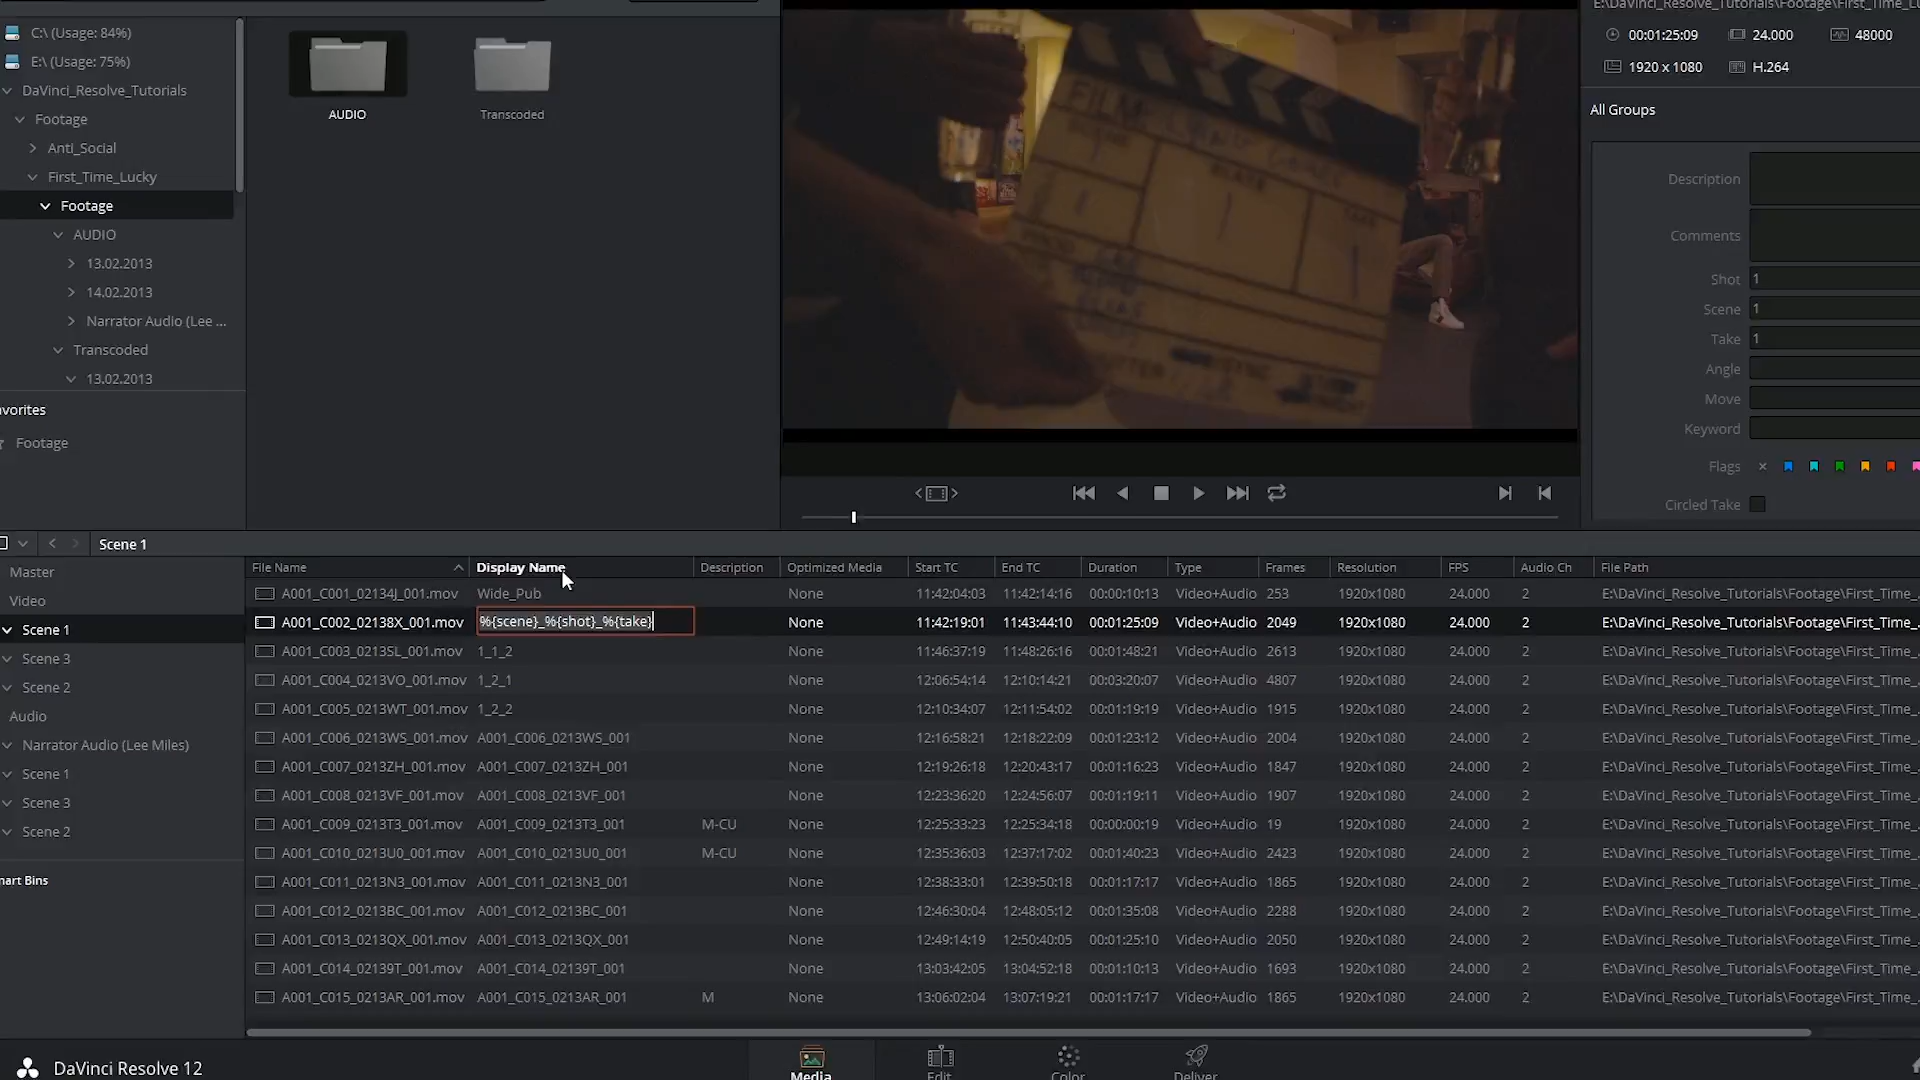 C:\ (Usage: 84%)
E:\ (Usage: 75%)
DaVinci_Resolve_Tutorials
Footage
Anti_Social
First_Time_Lucky
Footage
AUDIO
13.02.2013
14.02.2013
Narrator Audio (Lee ...
Transcoded
13.02.2013
avorites
Footage
AUDIO
Transcoded
E:\DaVinci_Resolve_Tutorials\Footage\First_Time_Lu
00:01:25:09 24.000 48000
1920 x 1080 H.264
All Groups
Description
Comments
Shot 1
Scene 1
Take 1
Angle
Move
Keyword
Flags
Circled Take
Scene 1
Master
Video
Scene 1
Scene 3
Scene 2
Audio
Narrator Audio (Lee Miles)
Scene 1
Scene 3
Scene 2
mart Bins
File Name Display Name Description Optimized Media Start TC End TC Duration Type Frames Resolution FPS Audio Ch File Path
A001_C001_02134J_001.mov Wide_Pub None 11:42:04:03 11:42:14:16 00:00:10:13 Video+Audio 253 1920x1080 24.000 2 E:\DaVinci_Resolve_Tutorials\Footage\First_Time_..
A001_C002_02138X_001.mov %{scene}_%{shot}_%{take} None 11:42:19:01 11:43:44:10 00:01:25:09 Video+Audio 2049 1920x1080 24.000 2 E:\DaVinci_Resolve_Tutorials\Footage\First_Time_..
A001_C003_0213SL_001.mov 1_1_2 None 11:46:37:19 11:48:26:16 00:01:48:21 Video+Audio 2613 1920x1080 24.000 2 E:\DaVinci_Resolve_Tutorials\Footage\First_Time_..
A001_C004_0213VO_001.mov 1_2_1 None 12:06:54:14 12:10:14:21 00:03:20:07 Video+Audio 4807 1920x1080 24.000 2 E:\DaVinci_Resolve_Tutorials\Footage\First_Time_..
A001_C005_0213WT_001.mov 1_2_2 None 12:10:34:07 12:11:54:02 00:01:19:19 Video+Audio 1915 1920x1080 24.000 2 E:\DaVinci_Resolve_Tutorials\Footage\First_Time_..
A001_C006_0213WS_001.mov A001_C006_0213WS_001 None 12:16:58:21 12:18:22:09 00:01:23:12 Video+Audio 2004 1920x1080 24.000 2 E:\DaVinci_Resolve_Tutorials\Footage\First_Time_..
A001_C007_0213ZH_001.mov A001_C007_0213ZH_001 None 12:19:26:18 12:20:43:17 00:01:16:23 Video+Audio 1847 1920x1080 24.000 2 E:\DaVinci_Resolve_Tutorials\Footage\First_Time_..
A001_C008_0213VF_001.mov A001_C008_0213VF_001 None 12:23:36:20 12:24:56:07 00:01:19:11 Video+Audio 1907 1920x1080 24.000 2 E:\DaVinci_Resolve_Tutorials\Footage\First_Time_..
A001_C009_0213T3_001.mov A001_C009_0213T3_001 M-CU None 12:25:33:23 12:25:34:18 00:00:00:19 Video+Audio 19 1920x1080 24.000 2 E:\DaVinci_Resolve_Tutorials\Footage\First_Time_..
A001_C010_0213U0_001.mov A001_C010_0213U0_001 M-CU None 12:35:36:03 12:37:17:02 00:01:40:23 Video+Audio 2423 1920x1080 24.000 2 E:\DaVinci_Resolve_Tutorials\Footage\First_Time_..
A001_C011_0213N3_001.mov A001_C011_0213N3_001 None 12:38:33:01 12:39:50:18 00:01:17:17 Video+Audio 1865 1920x1080 24.000 2 E:\DaVinci_Resolve_Tutorials\Footage\First_Time_..
A001_C012_0213BC_001.mov A001_C012_0213BC_001 None 12:46:30:04 12:48:05:12 00:01:35:08 Video+Audio 2288 1920x1080 24.000 2 E:\DaVinci_Resolve_Tutorials\Footage\First_Time_..
A001_C013_0213QX_001.mov A001_C013_0213QX_001 None 12:49:14:19 12:50:40:05 00:01:25:10 Video+Audio 2050 1920x1080 24.000 2 E:\DaVinci_Resolve_Tutorials\Footage\First_Time_..
A001_C014_02139T_001.mov A001_C014_02139T_001 None 13:03:42:05 13:04:52:18 00:01:10:13 Video+Audio 1693 1920x1080 24.000 2 E:\DaVinci_Resolve_Tutorials\Footage\First_Time_..
A001_C015_0213AR_001.mov A001_C015_0213AR_001 M None 13:06:02:04 13:07:19:21 00:01:17:17 Video+Audio 1865 1920x1080 24.000 2 E:\DaVinci_Resolve_Tutorials\Footage\First_Time_..
DaVinci Resolve 12
Media Edit Color Deliver